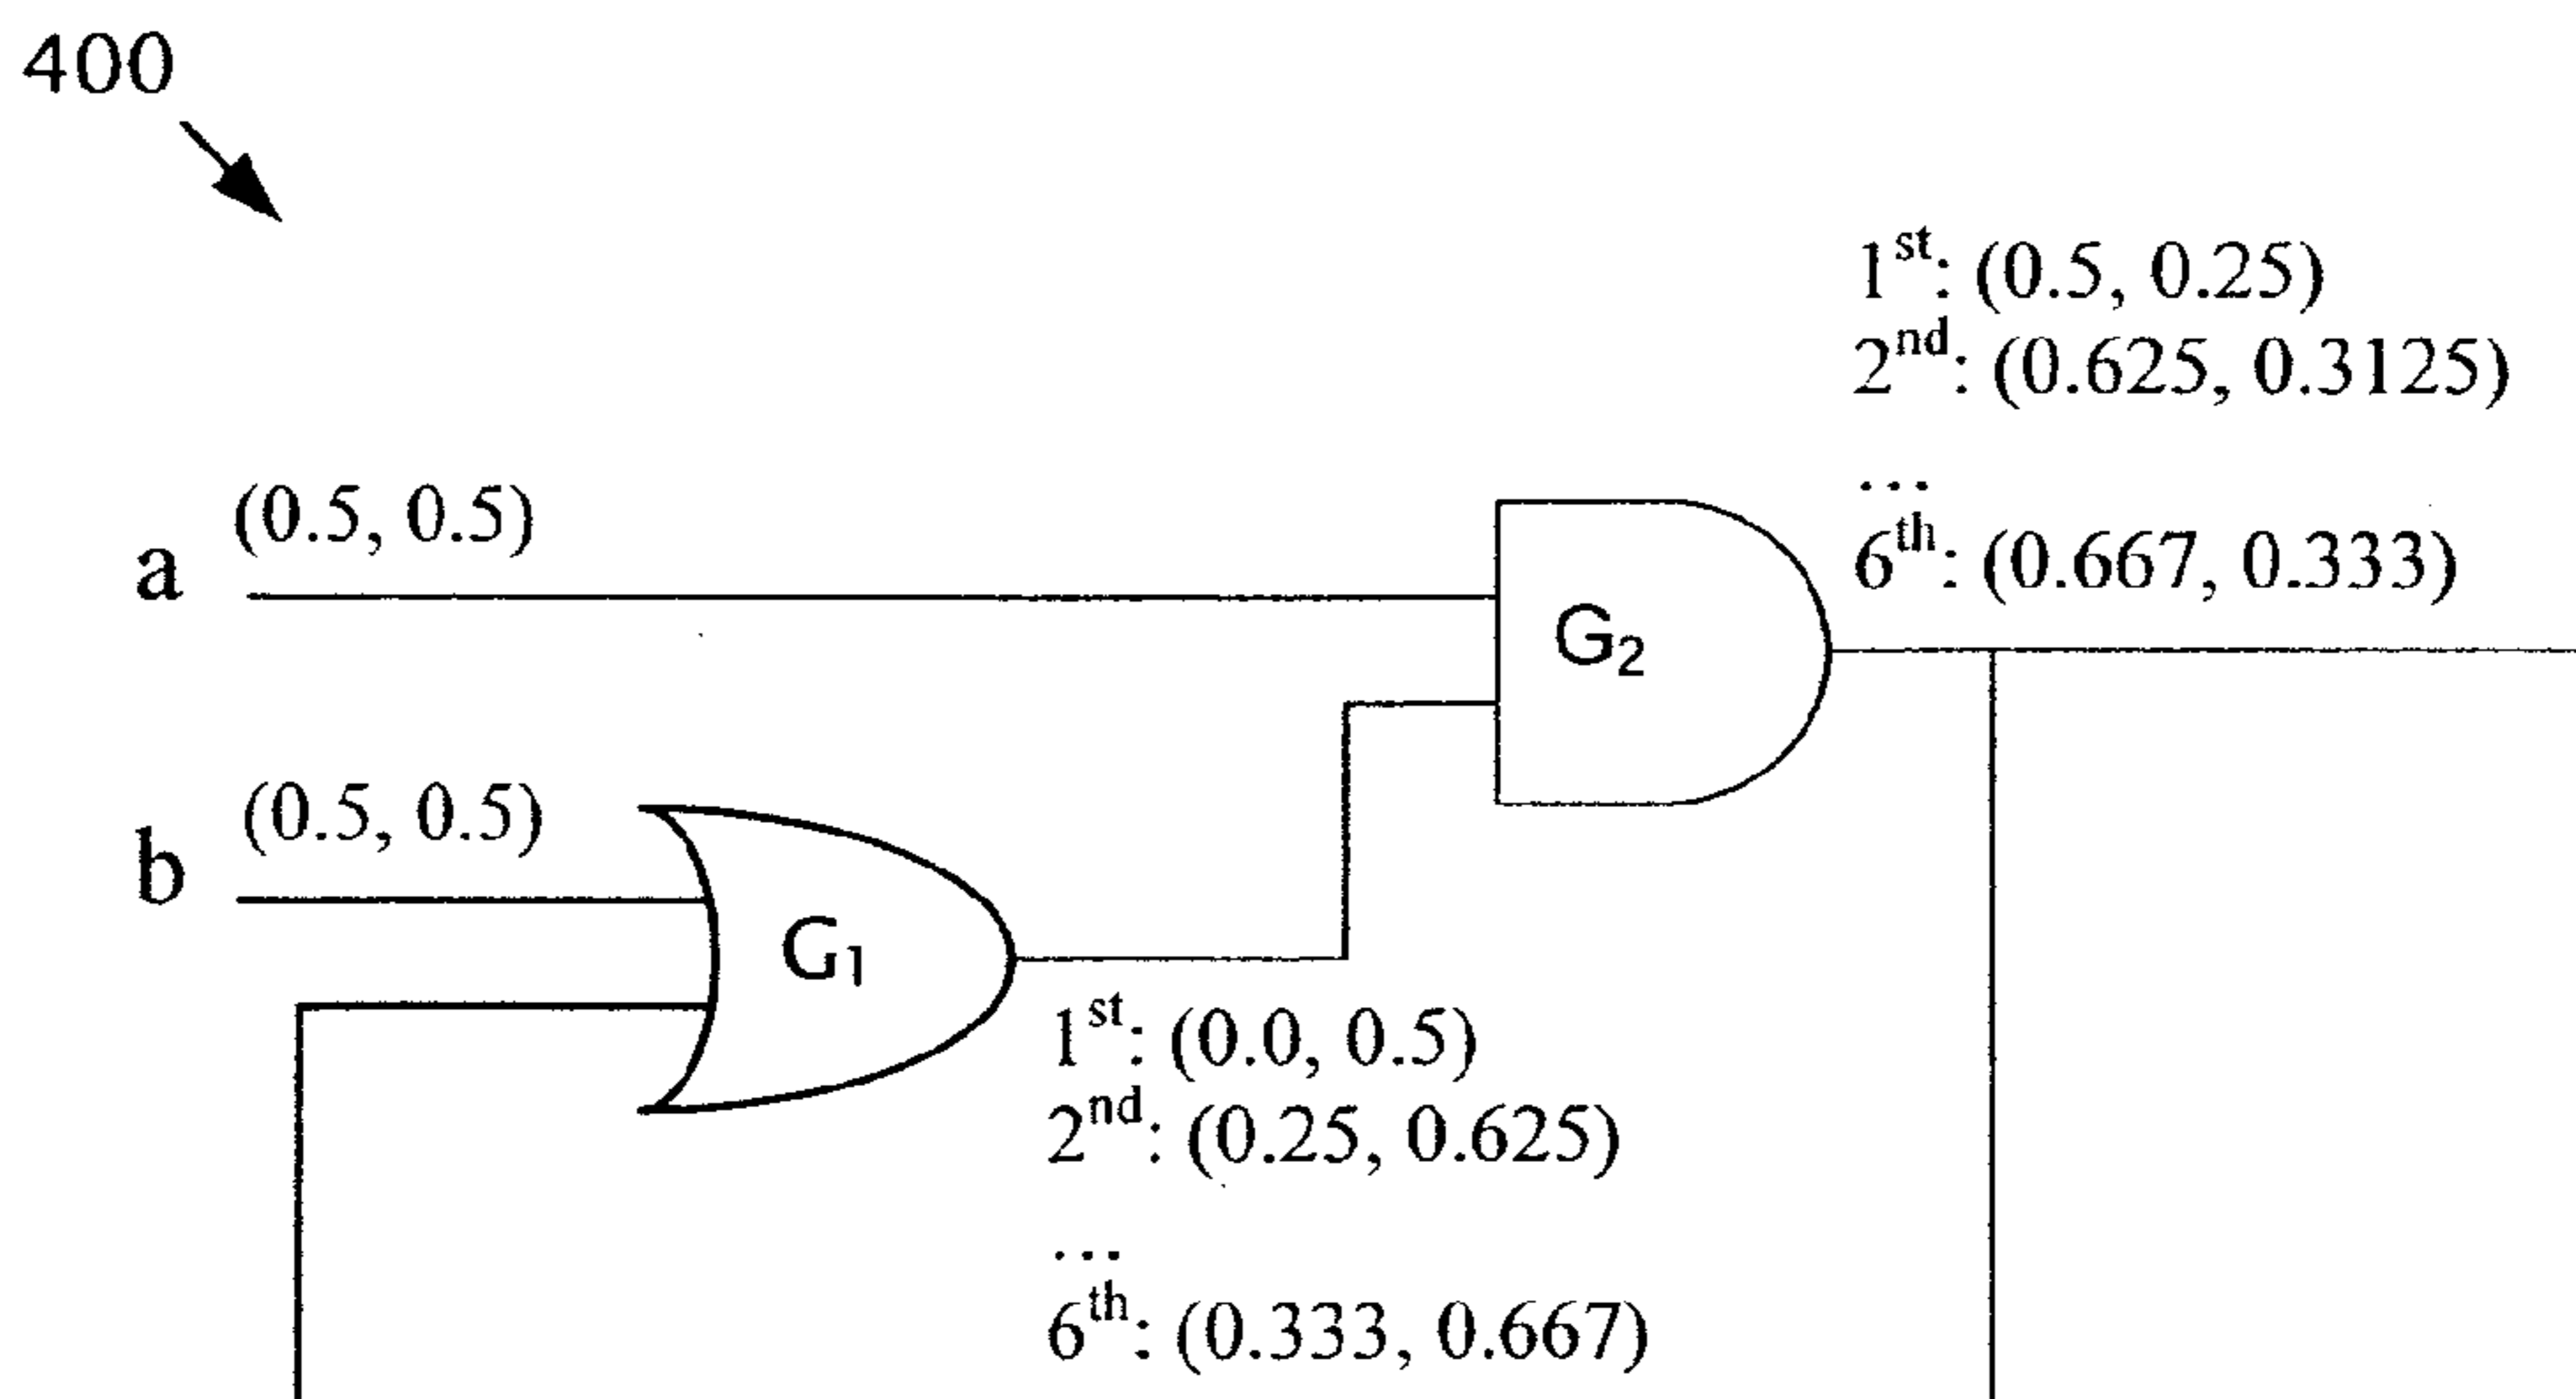 400
1st: (0.5, 0.25)
2nd: (0.625, 0.3125)
...
6th: (0.667, 0.333)
(0.5, 0.5)
a
G2
(0.5, 0.5)
b
G1
1st: (0.0, 0.5)
2nd: (0.25, 0.625)
...
6th: (0.333, 0.667)